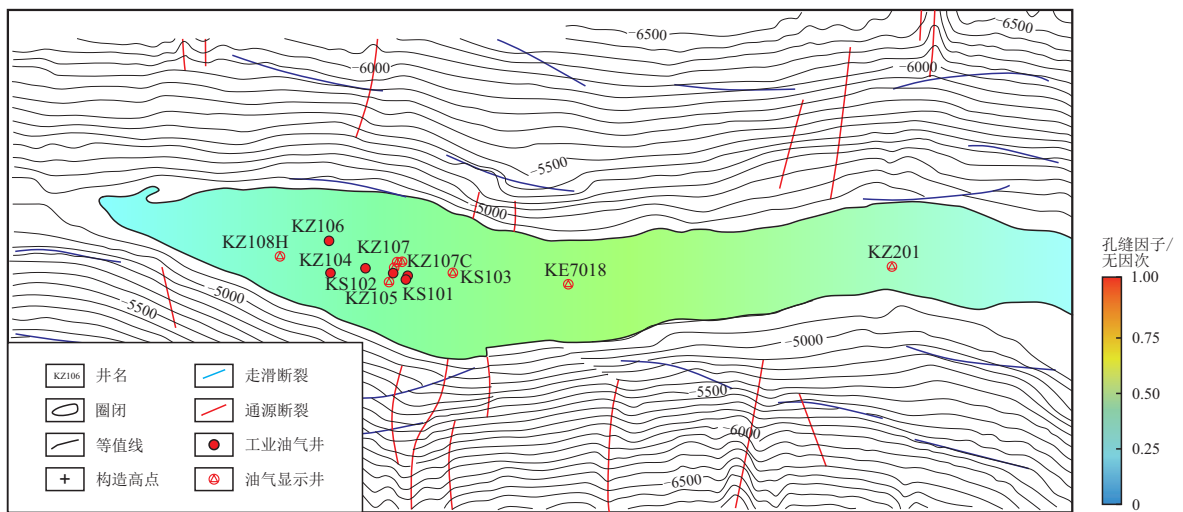 −6500
−6500
−6000
−6000
−5500
−5000
KZ106
KZ108H
KZ107
KZ104
KZ107C
KS102
KS103
KZ105
KS101
KE7018
KZ201
−5000
−5500
−5000
−5500
−6000
−6500
孔缝因子/
无因次
1.00
0.75
0.50
0.25
0
KZ106 井名
走滑断裂
圈闭
通源断裂
等值线
工业油气井
构造高点
油气显示井